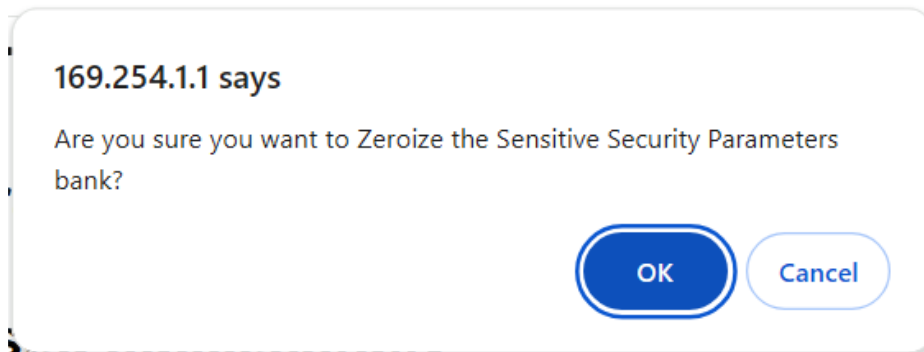 169.254.1.1 says
Are you sure you want to Zeroize the Sensitive Security Parameters
bank?
OK
Cancel